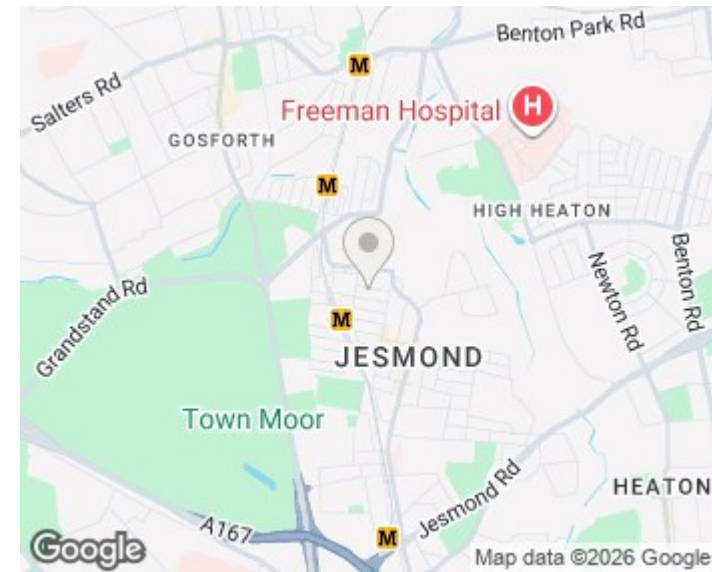 Benton Park Rd
M
Salters Rd
Freeman Hospital H
GOSFORTH
M
HIGH HEATON
Benton Rd
Newton Rd
Grandstand Rd
M
JESMOND
Town Moor
Jesmond Rd
HEATON
A167
M
Google
Map data ©2026 Google